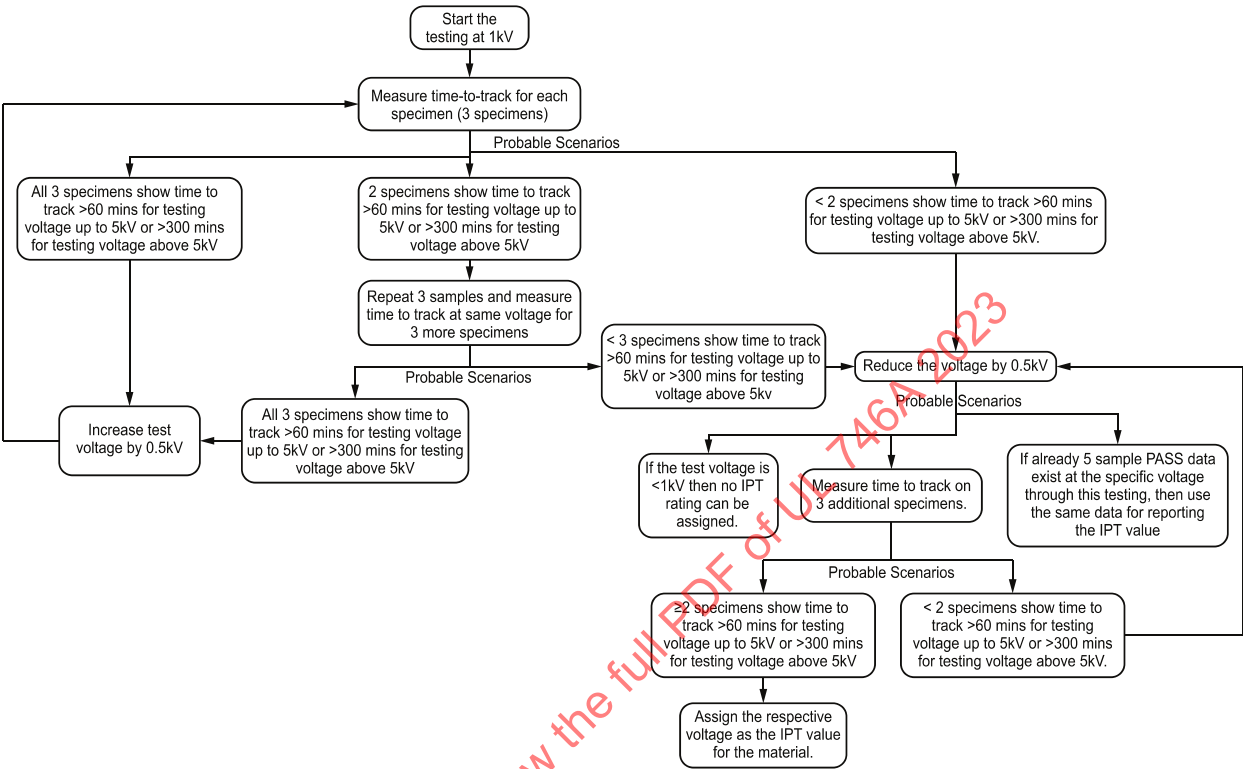 Start the
testing at 1kV
Measure time-to-track for each
specimen (3 specimens)
Probable Scenarios
All 3 specimens show time to
track >60 mins for testing
voltage up to 5kV or >300 mins
for testing voltage above 5kV
2 specimens show time to track
>60 mins for testing voltage up to
5kV or >300 mins for testing
voltage above 5kV
< 2 specimens show time to track >60 mins
for testing voltage up to 5kV or >300 mins for
testing voltage above 5kV.
Repeat 3 samples and measure
time to track at same voltage for
3 more specimens
Probable Scenarios
< 3 specimens show time to track
>60 mins for testing voltage up to
5kV or >300 mins for testing
voltage above 5kv
Reduce the voltage by 0.5kV
Increase test
voltage by 0.5kV
All 3 specimens show time to
track >60 mins for testing voltage
up to 5kV or >300 mins for testing
voltage above 5kV
Probable Scenarios
If the test voltage is
<1kV then no IPT
rating can be
assigned.
Measure time to track on
3 additional specimens.
If already 5 sample PASS data
exist at the specific voltage
through this testing, then use
the same data for reporting
the IPT value
Probable Scenarios
≥2 specimens show time to
track >60 mins for testing
voltage up to 5kV or >300 mins
for testing voltage above 5kV
< 2 specimens show time to
track >60 mins for testing
voltage up to 5kV or >300 mins
for testing voltage above 5kV.
Assign the respective
voltage as the IPT value
for the material.
w the full PDF of UL 746A 2023